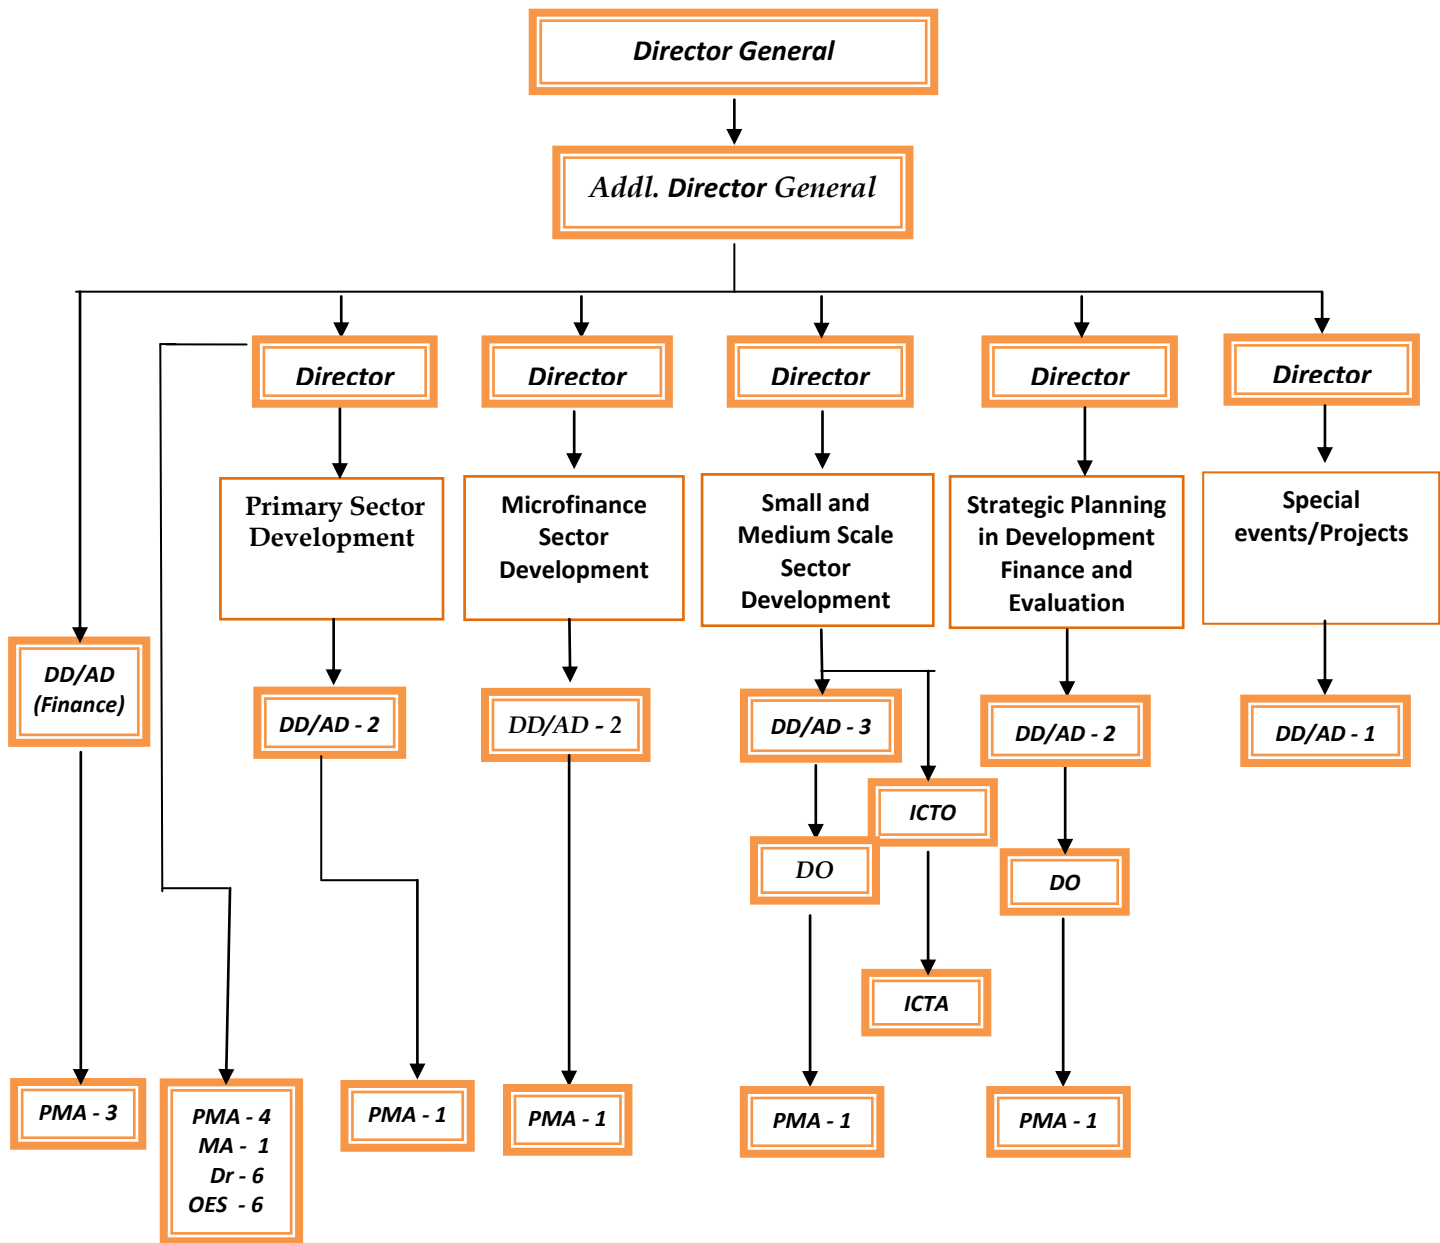 Director General
Addl. Director General
Director
Director
Director
Director
Director
Primary Sector
Development
Microfinance
Sector
Development
Small and
Medium Scale
Sector
Development
Strategic Planning
in Development
Finance and
Evaluation
Special
events/Projects
DD/AD
(Finance)
DD/AD - 2
DD/AD - 2
DD/AD - 3
DD/AD - 2
DD/AD - 1
ICTO
DO
DO
ICTA
PMA - 3
PMA - 4
MA - 1
Dr - 6
OES - 6
PMA - 1
PMA - 1
PMA - 1
PMA - 1